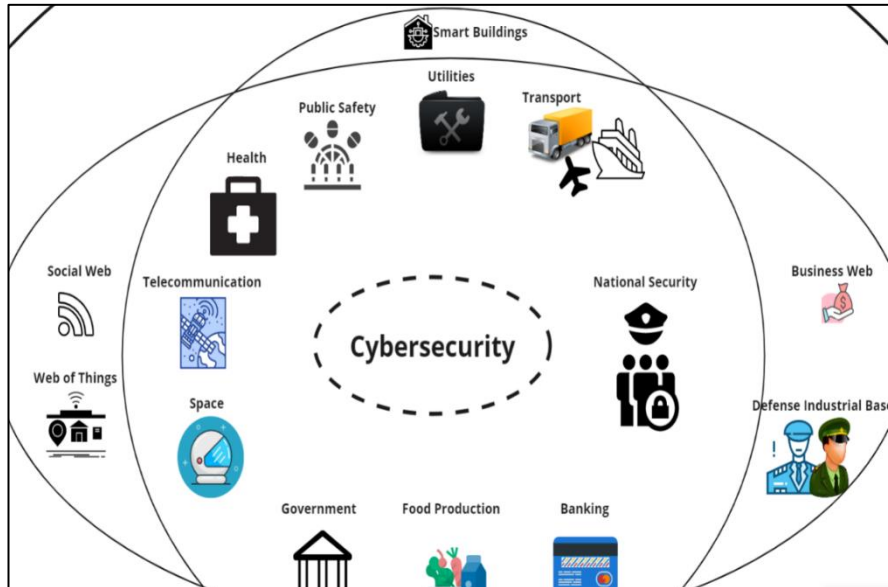 Smart Buildings
Utilities
Public Safety
Transport
Health
Social Web
Telecommunication
National Security
Business Web
Cybersecurity
Web of Things
Space
Defense Industrial Base
Government
Food Production
Banking